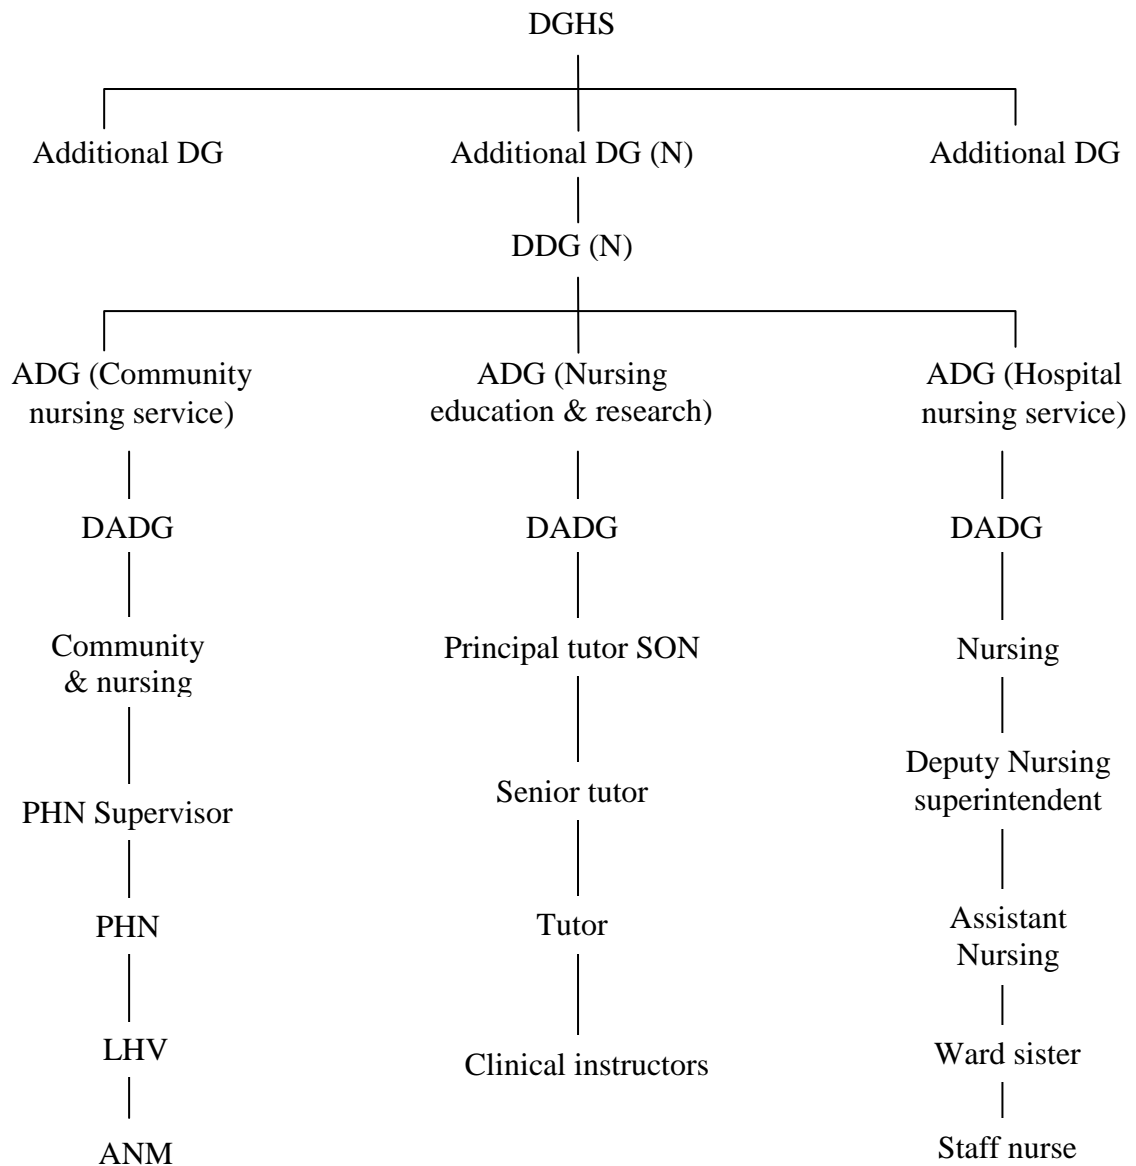 DGHS
Additional DG
Additional DG (N)
Additional DG
DDG (N)
ADG (Community
nursing service)
ADG (Nursing
education & research)
ADG (Hospital
nursing service)
DADG
DADG
DADG
Community
& nursing
Principal tutor SON
Nursing
PHN Supervisor
Senior tutor
Deputy Nursing
superintendent
PHN
Tutor
Assistant
Nursing
LHV
Clinical instructors
Ward sister
ANM
Staff nurse